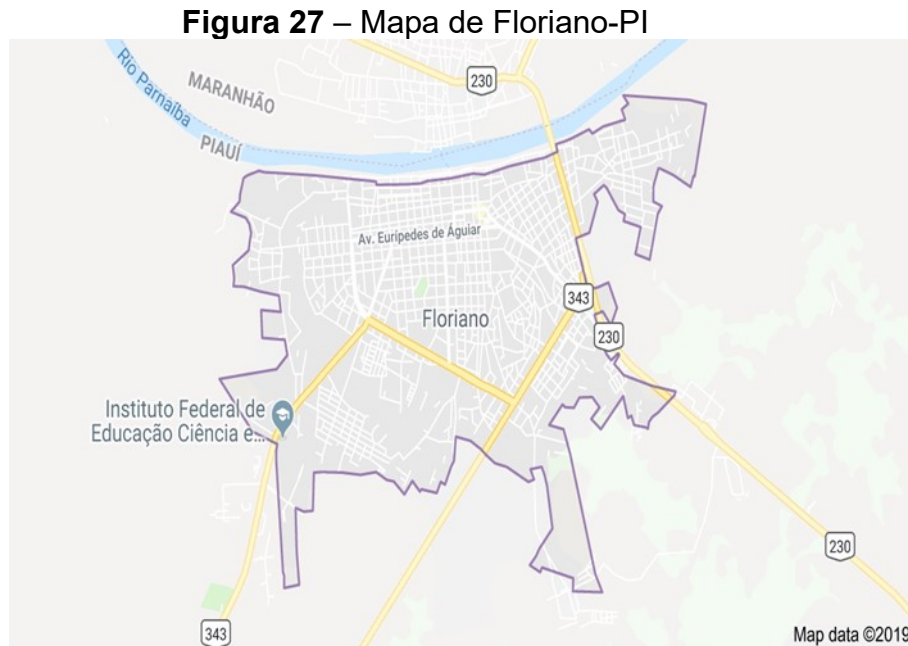 Figura 27 – Mapa de Floriano-PI
230
Rio Parnaíba
MARANHÃO
PIAUÍ
Av. Eurípedes de Aguiar
343
Floriano
230
Instituto Federal de
Educação Ciência e...
230
343
Map data ©2019